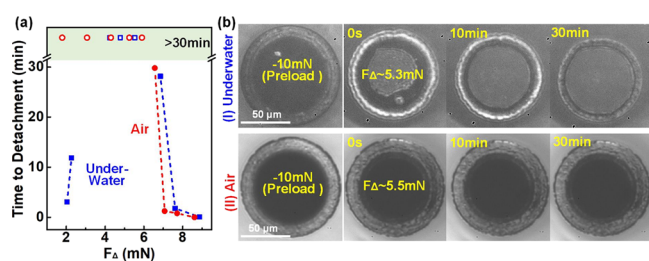 (a)
>30min
Time to Detachment (min)
30
20
10
0
Air
Under-
Water
2
4
6
8
FΔ (mN)
(b)
(I) Underwater
-10mN
(Preload )
50 µm
0s
FΔ~5.3mN
10min
30min
(II) Air
-10mN
(Preload )
50 µm
0s
FΔ~5.5mN
10min
30min